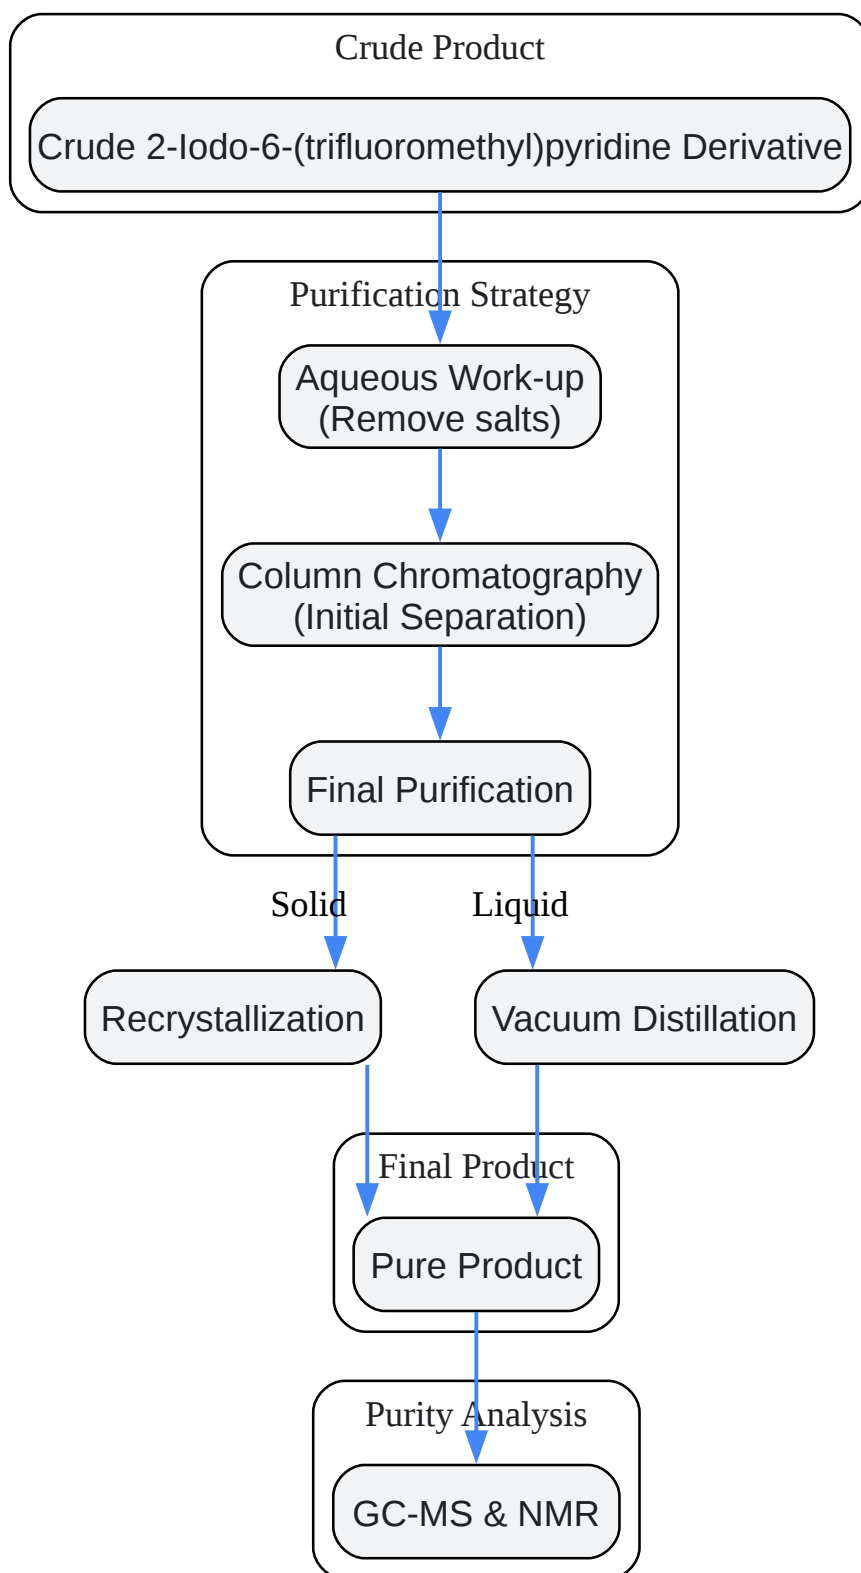 Crude Product
Crude 2-Iodo-6-(trifluoromethyl)pyridine Derivative
Purification Strategy
Aqueous Work-up
(Remove salts)
Column Chromatography
(Initial Separation)
Final Purification
Solid
Liquid
Recrystallization
Vacuum Distillation
Final Product
Pure Product
Purity Analysis
GC-MS & NMR